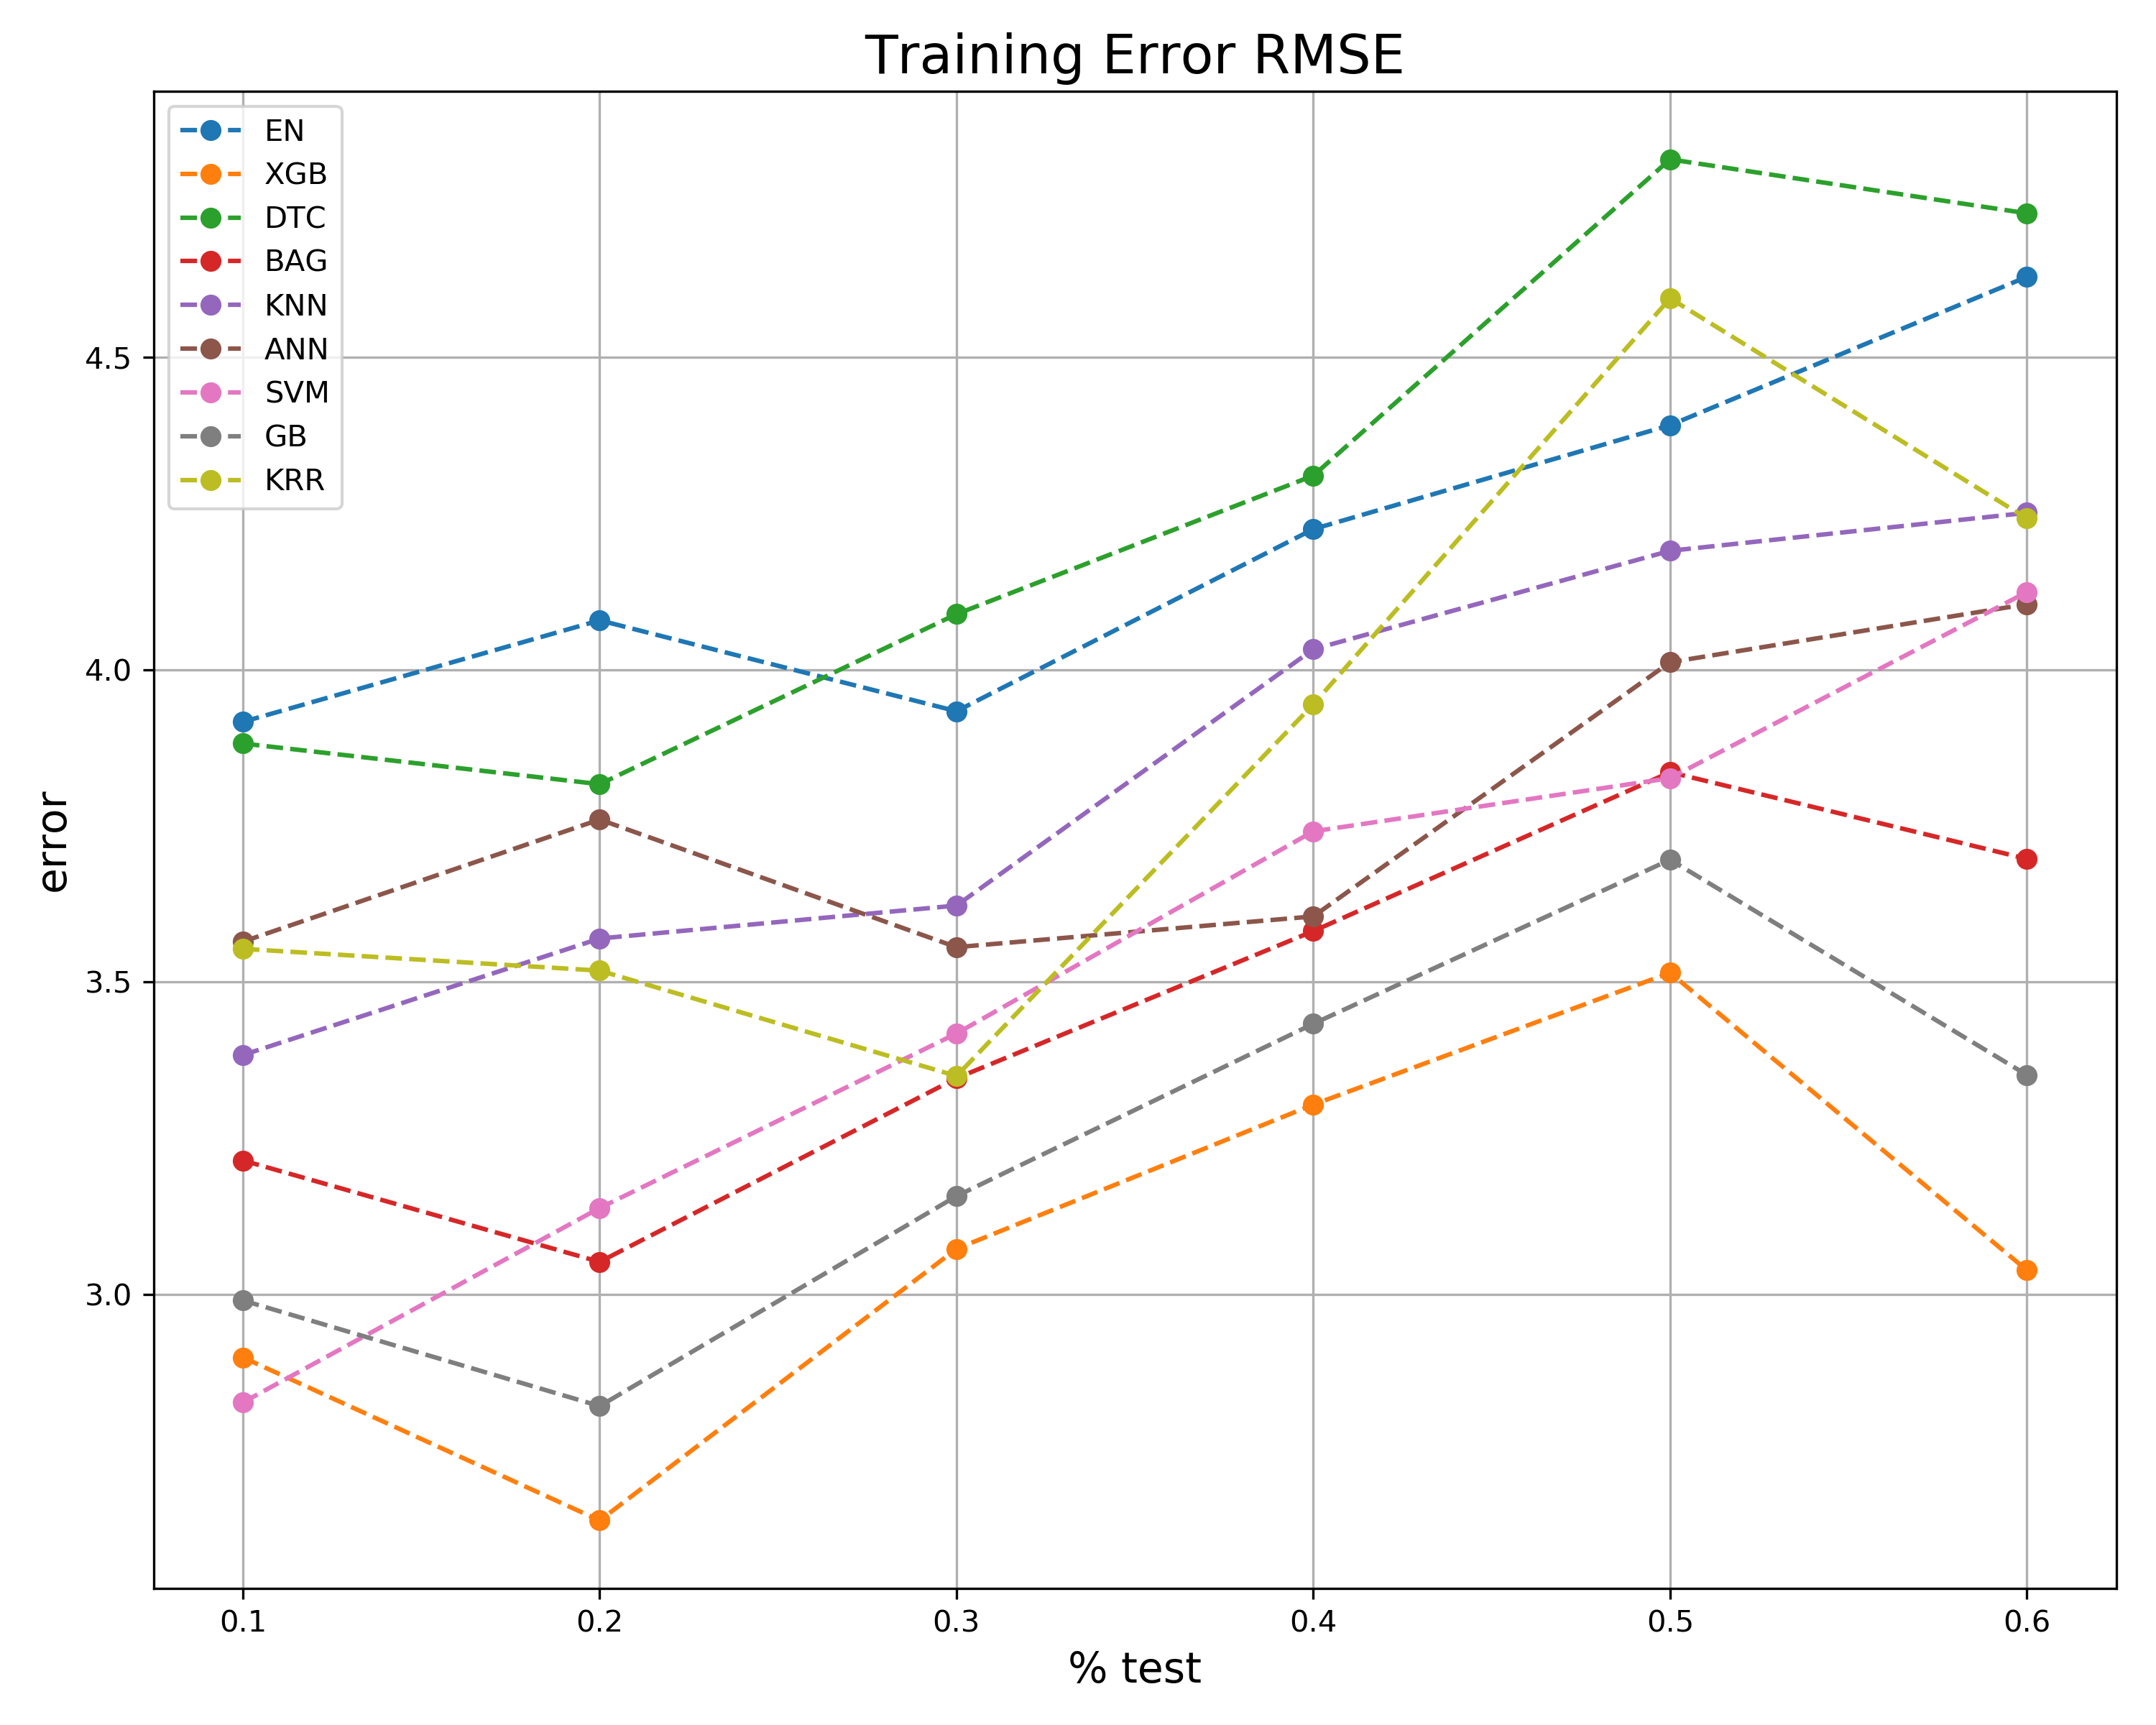 Training Error RMSE
EN
XGB
DTC
BAG
KNN
ANN
SVM
GB
KRR
4.5
4.0
3.5
3.0
error
0.1 0.2 0.3 0.4 0.5 0.6
% test